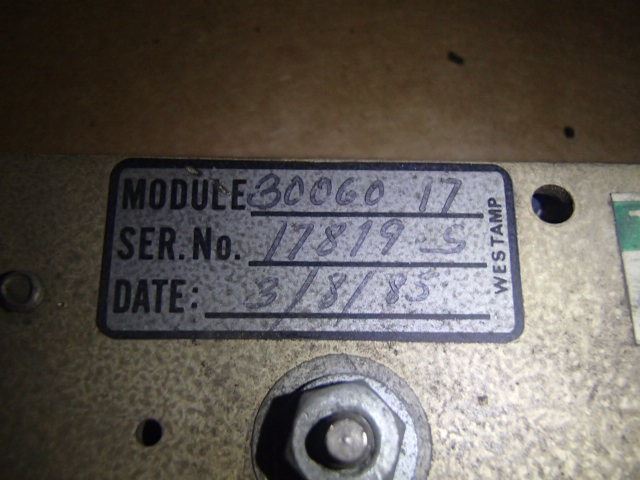 MODULE 30060 17
SER. No. 17819-S
DATE: 3/8/83
WESTAMP